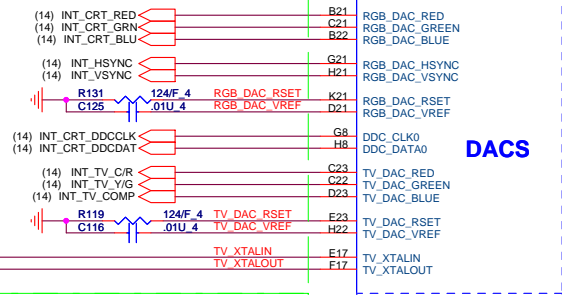 (14) INT_CRT_RED B21 RGB_DAC_RED
(14) INT_CRT_GRN C21 RGB_DAC_GREEN
(14) INT_CRT_BLU B22 RGB_DAC_BLUE
(14) INT_HSYNC G21 RGB_DAC_HSYNC
(14) INT_VSYNC H21 RGB_DAC_VSYNC
R131 124/F_4 RGB_DAC_RSET K21 RGB_DAC_RSET
C125 .01U_4 RGB_DAC_VREF D21 RGB_DAC_VREF
(14) INT_CRT_DDCCLK G8 DDC_CLK0
(14) INT_CRT_DDCDAT H8 DDC_DATA0
DACS
(14) INT_TV_C/R C23 TV_DAC_RED
(14) INT_TV_Y/G C22 TV_DAC_GREEN
(14) INT_TV_COMP D23 TV_DAC_BLUE
R119 124/F_4 TV_DAC_RSET E23 TV_DAC_RSET
C116 .01U_4 TV_DAC_VREF H22 TV_DAC_VREF
TV_XTALIN E17 TV_XTALIN
TV_XTALOUT F17 TV_XTALOUT